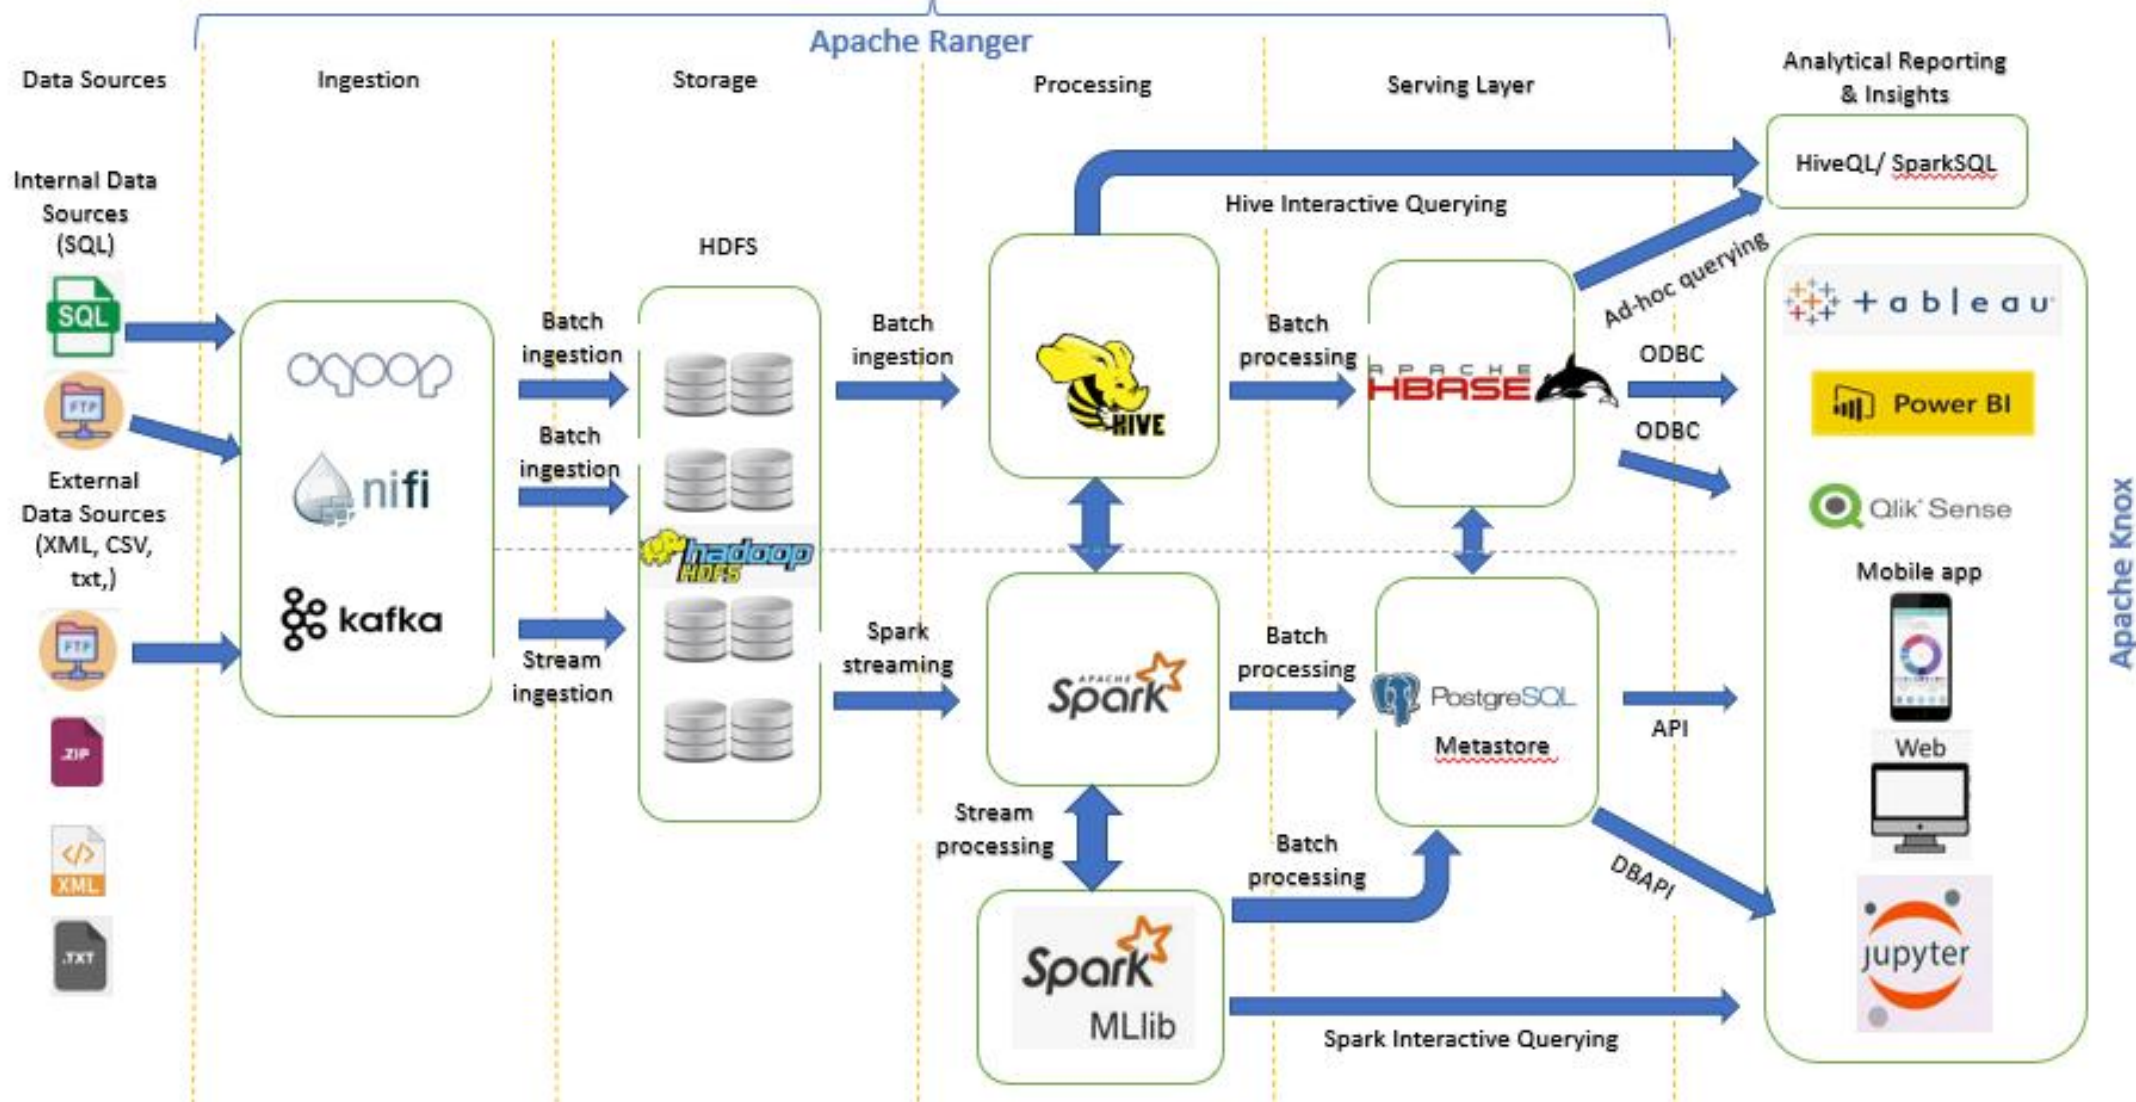 Apache Ranger
Data Sources
Ingestion
Storage
Processing
Serving Layer
Analytical Reporting
& Insights
Internal Data
Sources
(SQL)
SQL
FTP
External
Data Sources
(XML, CSV,
txt,)
FTP
.ZIP
</>
XML
.TXT
sqoop
nifi
kafka
Batch
ingestion
Batch
ingestion
Stream
ingestion
HDFS
hadoop
HDFS
Batch
ingestion
Spark
streaming
HIVE
APACHE
Spark
Stream
processing
Spark
MLlib
Hive Interactive Querying
Batch
processing
Batch
processing
Batch
processing
APACHE
HBASE
PostgreSQL
Metastore
Ad-hoc querying
ODBC
ODBC
API
DBAPI
Spark Interactive Querying
HiveQL/ SparkSQL
+ableau
Power BI
Qlik Sense
Mobile app
Web
jupyter
Apache Knox